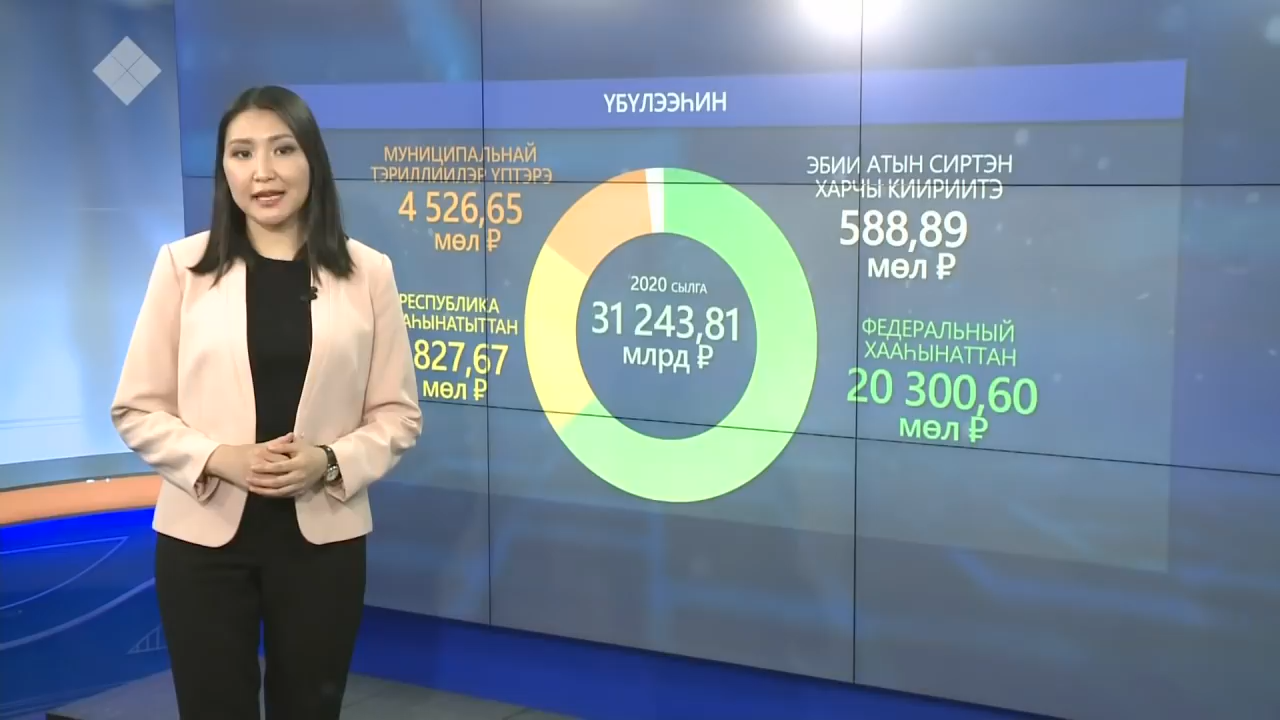 ҮБҮЛЭЭҺИН
МУНИЦИПАЛЬНАЙ
ТЭРИЛЛИИЛЭР ҮПТЭРЭ
4 526,65
мөл ₽
РЕСПУБЛИКА
827,67
мөл ₽
2020 сылга
31 243,81
млрд ₽
ЭБИИ АТЫН СИРТЭН
ХАРЧЫ КИИРИИТЭ
588,89
мөл ₽
ФЕДЕРАЛЬНЫЙ
ХААҺЫНАТТАН
20 300,60
мөл ₽